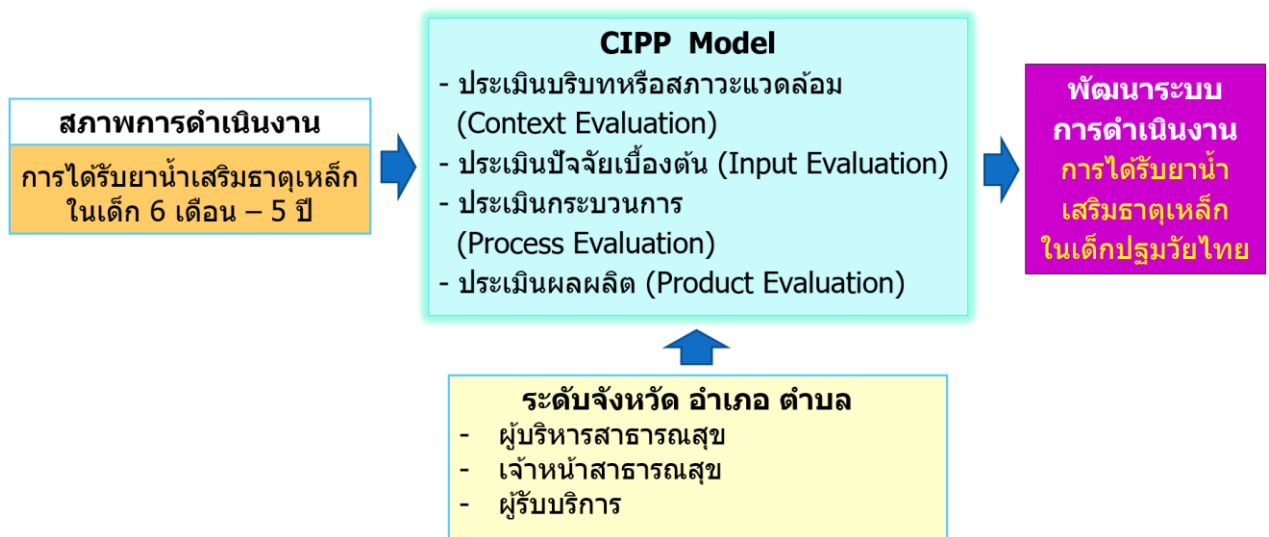 สภาพการดำเนินงาน
การได้รับยาน้ำเสริมธาตุเหล็ก
ในเด็ก 6 เดือน – 5 ปี
CIPP Model
- ประเมินบริบทหรือสภาวะแวดล้อม
(Context Evaluation)
- ประเมินปัจจัยเบื้องต้น (Input Evaluation)
- ประเมินกระบวนการ
(Process Evaluation)
- ประเมินผลผลิต (Product Evaluation)
พัฒนาระบบ
การดำเนินงาน
การได้รับยาน้ำ
เสริมธาตุเหล็ก
ในเด็กปฐมวัยไทย
ระดับจังหวัด อำเภอ ตำบล
- ผู้บริหารสาธารณสุข
- เจ้าหน้าสาธารณสุข
- ผู้รับบริการ